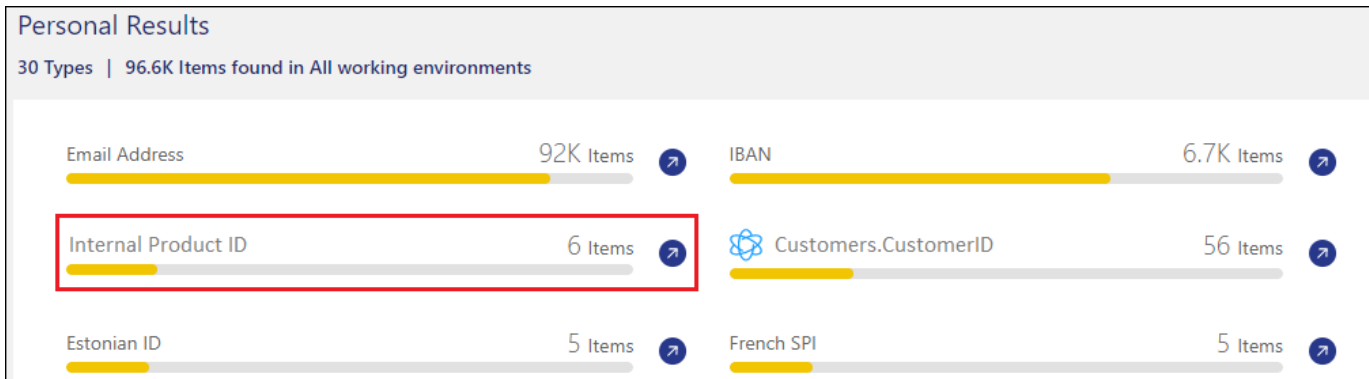 Personal Results
30 Types | 96.6K Items found in All working environments
Email Address 92K Items
IBAN 6.7K Items
Internal Product ID 6 Items
Customers.CustomerID 56 Items
Estonian ID 5 Items
French SPI 5 Items